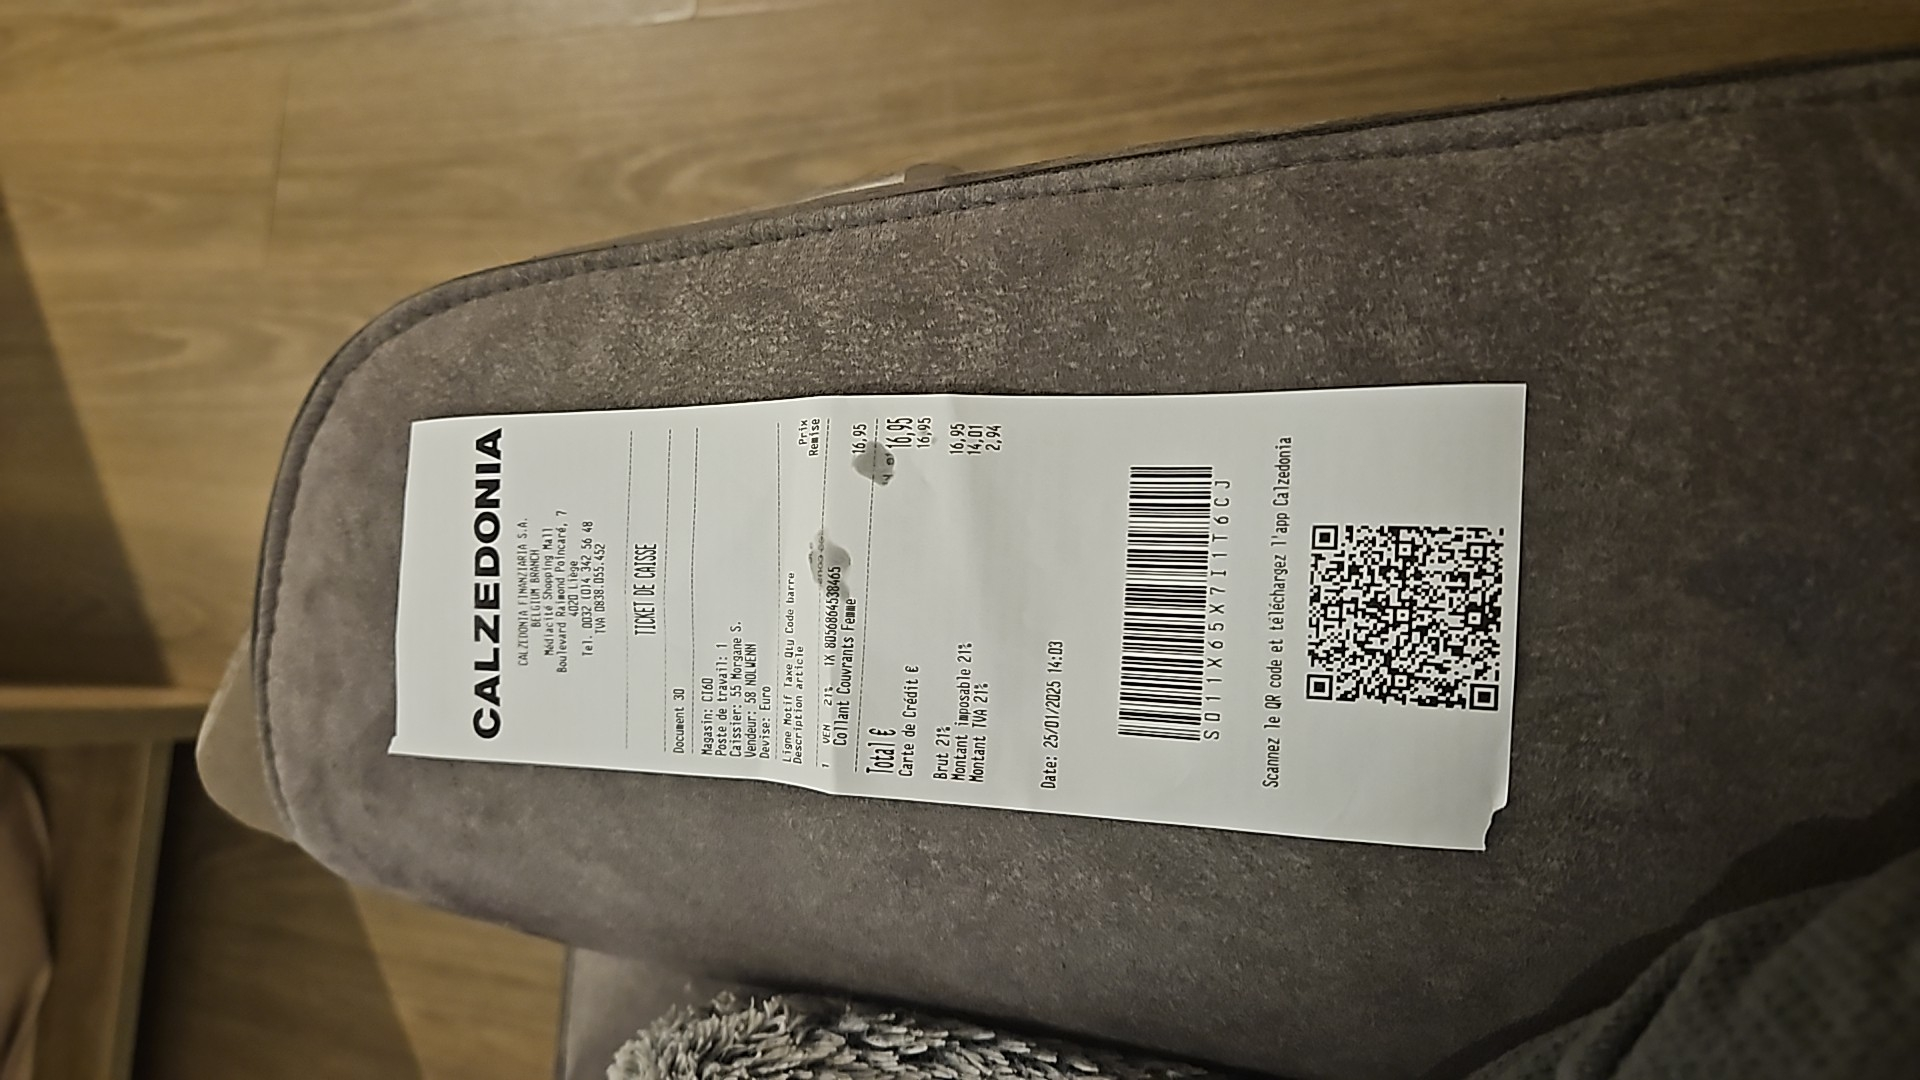 CALZEDONIA
CALZEDONIA FINANZIARIA S.A.
BELGIUM BRANCH
Médiacité Shopping Mall
Boulevard Raimond Poincaré, 7
4020 Liège
Tel. 0032 (0)4 342 56 48
TVA 0838.055.452
TICKET DE CAISSE
Document 30
Magasin: CI60
Poste de travail: 1
Caissier: 55 Morgane S.
Vendeur: 58 NOLWENN
Devise: Euro
Ligne Motif Taxe Qty Code barre Prix
Description article Remise
1 VEN 21% 1X 8056864538465
Collant Couvrants Femme 16,95
Total € 16,95
Carte de Crédit € 16,95
Brut 21% 16,95
Montant imposable 21% 14,01
Montant TVA 21% 2,94
Date: 25/01/2025 14:03
S011X65X7I1T6CJ
Scannez le QR code et téléchargez l'app Calzedonia